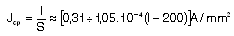 J_cp = I/S ≈ [0,31 ÷ 1,05.10⁻⁴(I − 200)]A/mm²